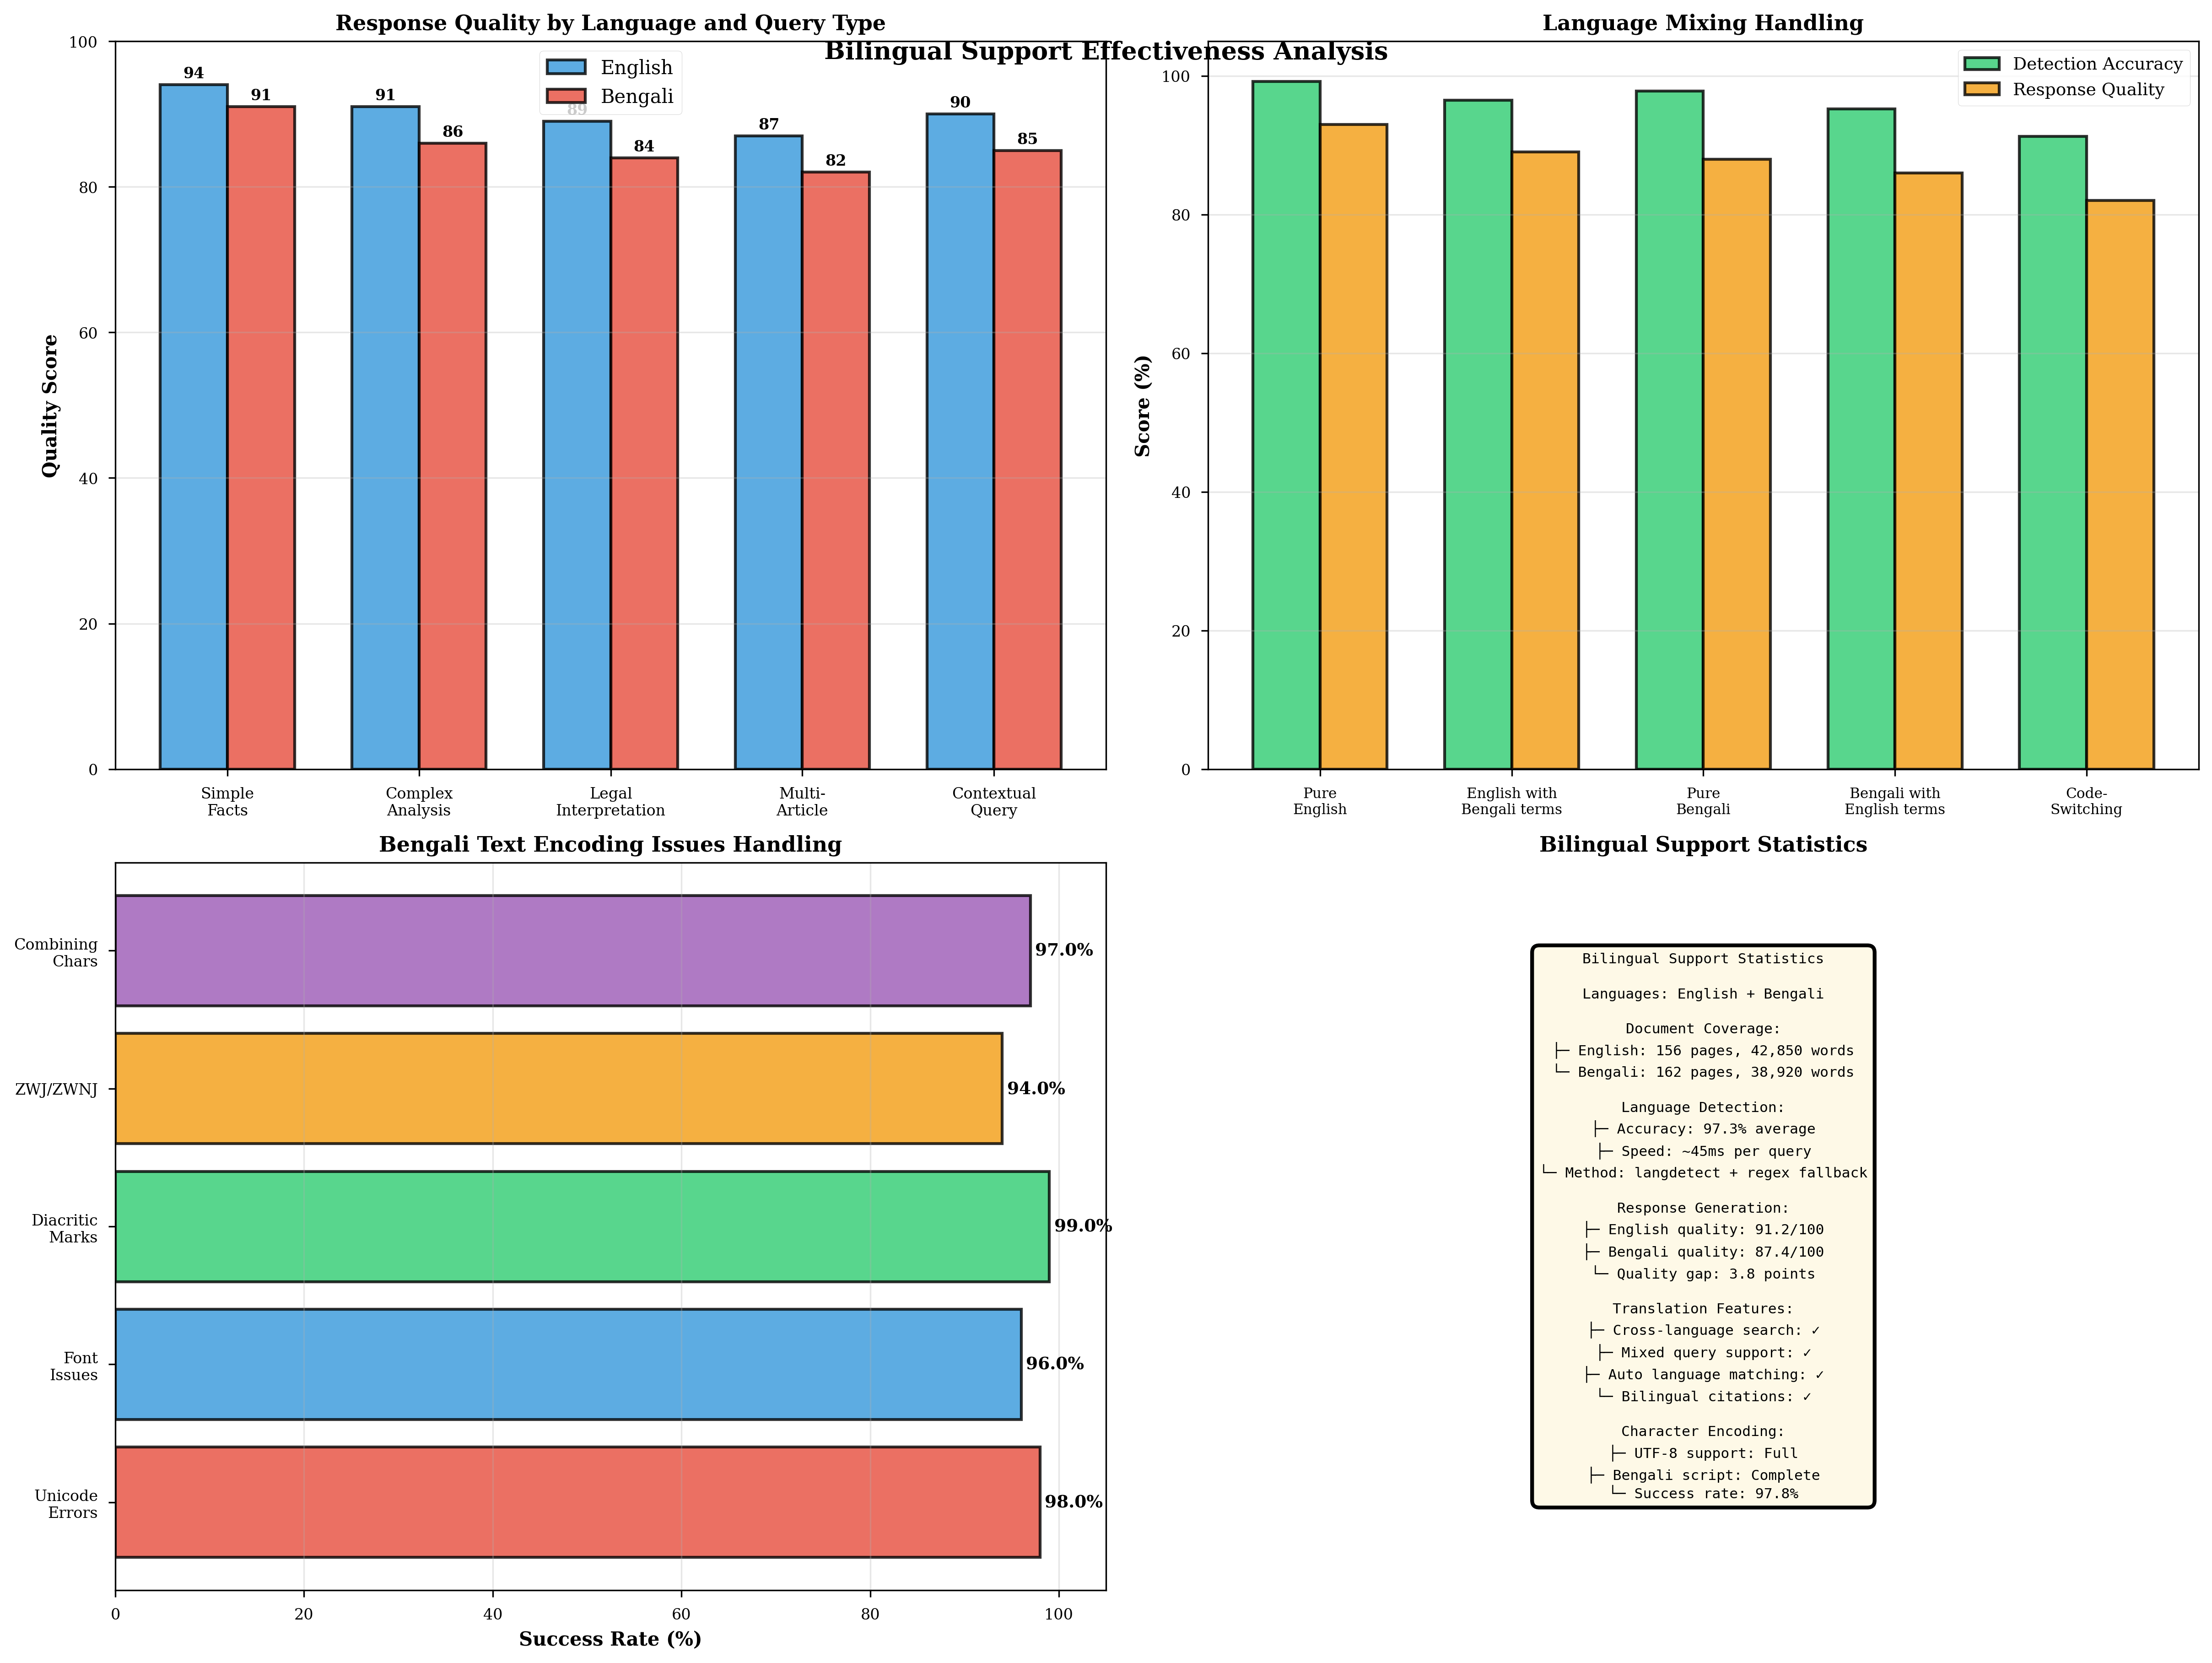 Bilingual Support Effectiveness Analysis
Response Quality by Language and Query Type
English
Bengali
Quality Score
100
80
60
40
20
0
94
91
91
86
89
84
87
82
90
85
Simple
Facts
Complex
Analysis
Legal
Interpretation
Multi-
Article
Contextual
Query
Language Mixing Handling
Detection Accuracy
Response Quality
Score (%)
100
80
60
40
20
0
Pure
English
English with
Bengali terms
Pure
Bengali
Bengali with
English terms
Code-
Switching
Bengali Text Encoding Issues Handling
Combining
Chars
97.0%
ZWJ/ZWNJ
94.0%
Diacritic
Marks
99.0%
Font
Issues
96.0%
Unicode
Errors
98.0%
0
20
40
60
80
100
Success Rate (%)
Bilingual Support Statistics
Bilingual Support Statistics
Languages: English + Bengali
Document Coverage:
├─ English: 156 pages, 42,850 words
└─ Bengali: 162 pages, 38,920 words
Language Detection:
├─ Accuracy: 97.3% average
├─ Speed: ~45ms per query
└─ Method: langdetect + regex fallback
Response Generation:
├─ English quality: 91.2/100
├─ Bengali quality: 87.4/100
└─ Quality gap: 3.8 points
Translation Features:
├─ Cross-language search: ✓
├─ Mixed query support: ✓
├─ Auto language matching: ✓
└─ Bilingual citations: ✓
Character Encoding:
├─ UTF-8 support: Full
├─ Bengali script: Complete
└─ Success rate: 97.8%